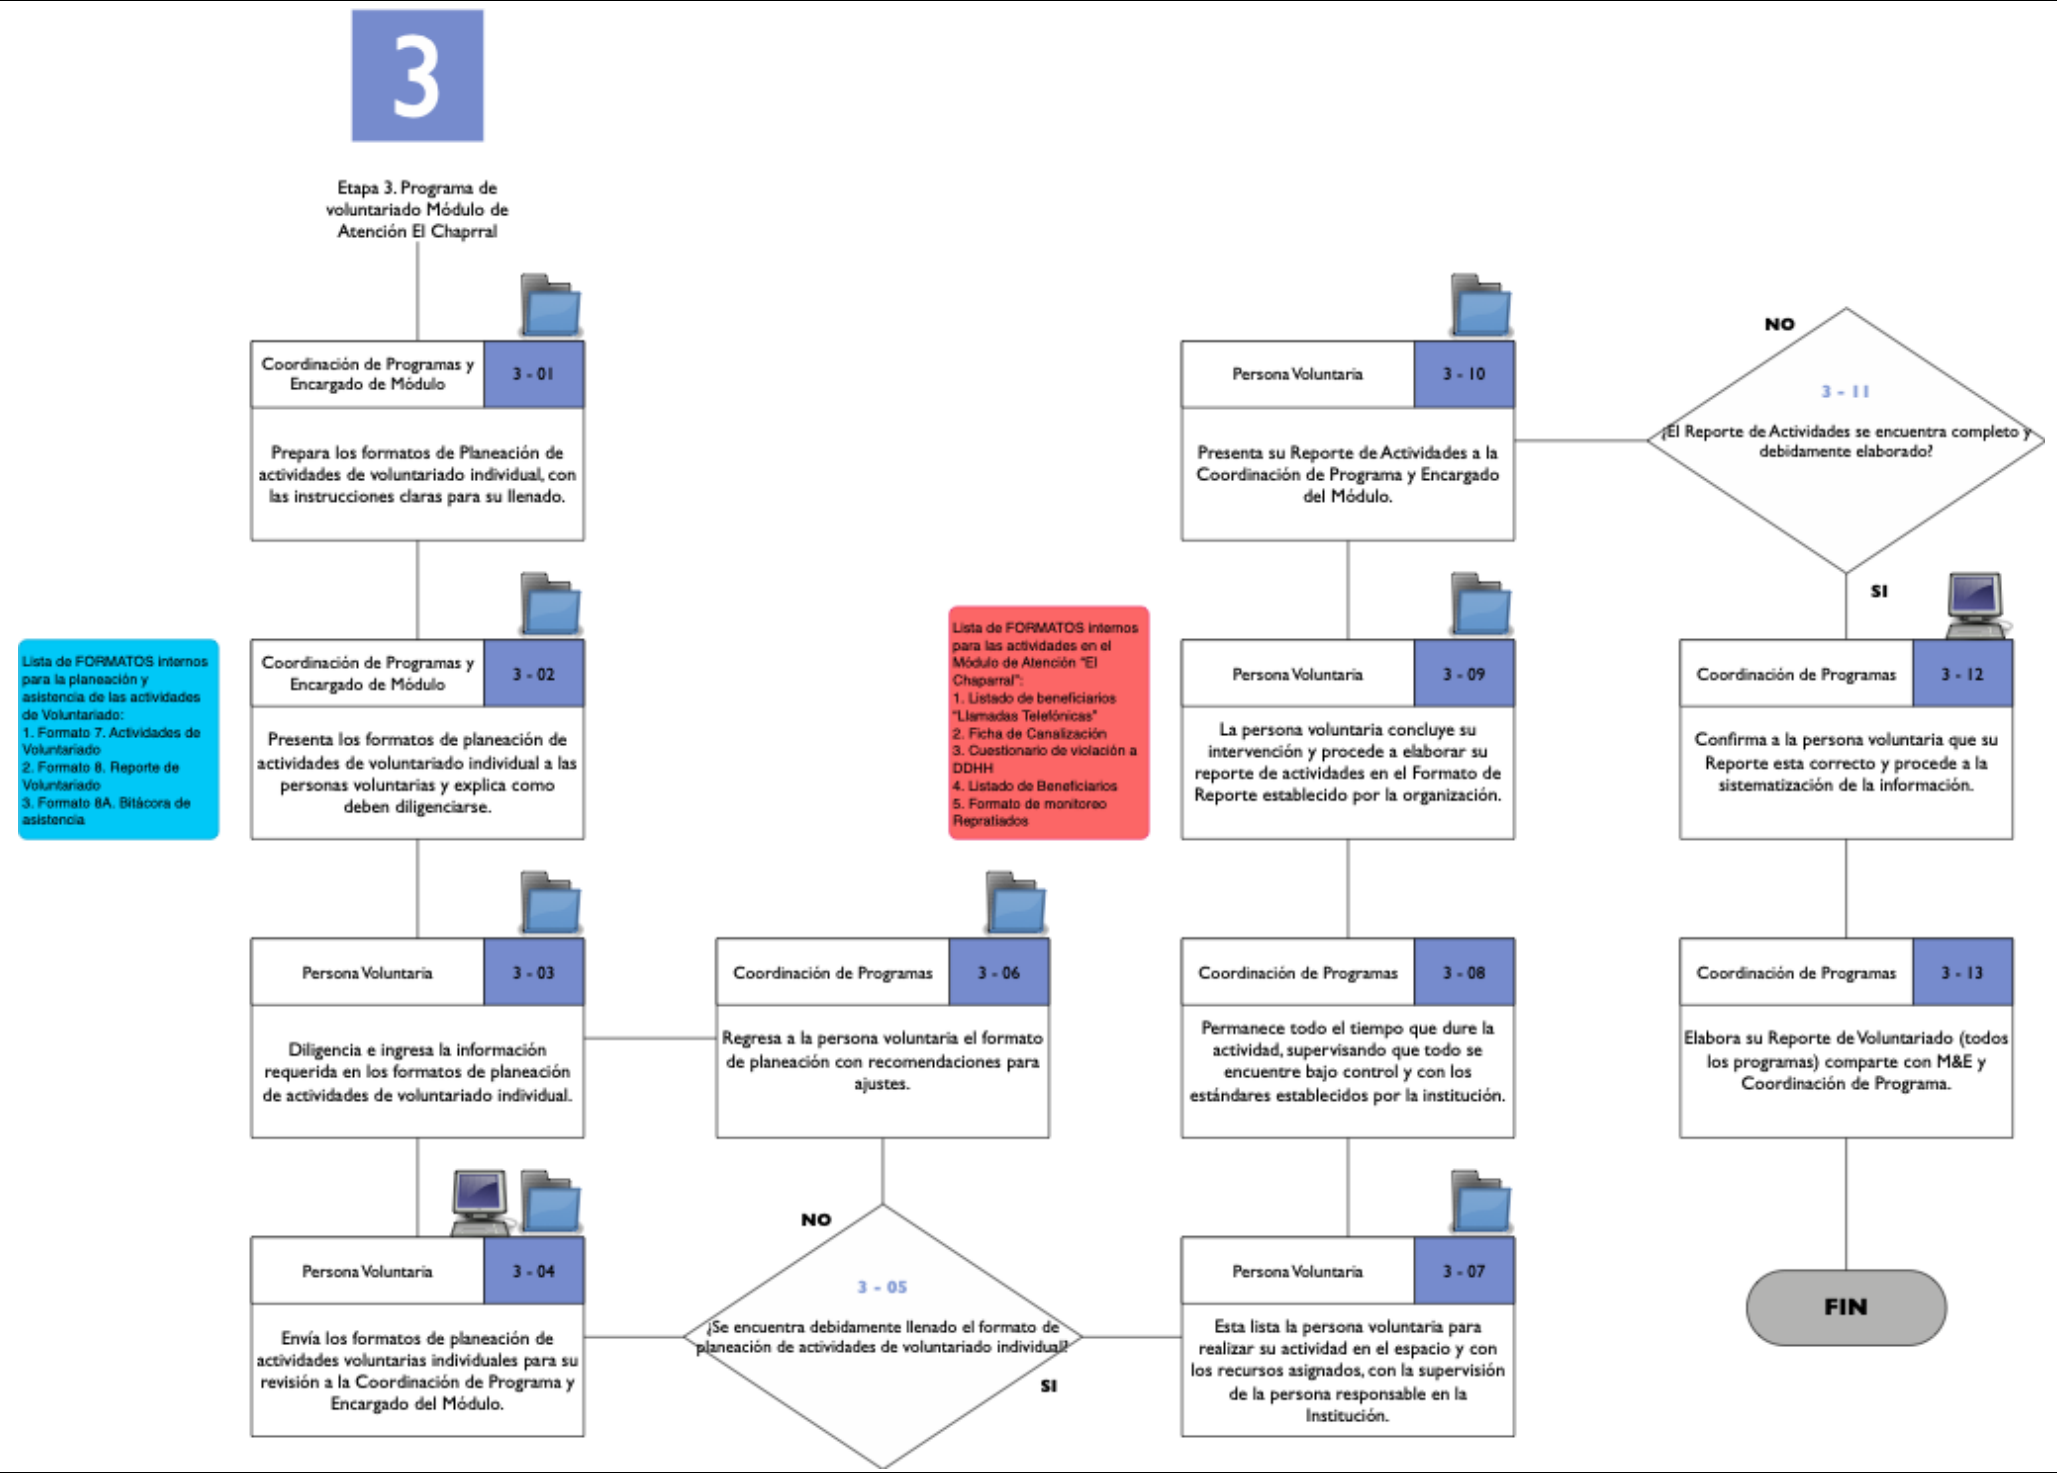 3
Etapa 3. Programa de
voluntariado Módulo de
Atención El Chaprral
Coordinación de Programas y
Encargado de Módulo
3 - 01
Prepara los formatos de Planeación de
actividades de voluntariado individual, con
las instrucciones claras para su llenado.
Lista de FORMATOS internos
para la planeación y
asistencia de las actividades
de Voluntariado:
1. Formato 7. Actividades de
Voluntariado
2. Formato 8. Reporte de
Voluntariado
3. Formato 8A. Bitácora de
asistencia
Coordinación de Programas y
Encargado de Módulo
3 - 02
Presenta los formatos de planeación de
actividades de voluntariado individual a las
personas voluntarias y explica como
deben diligenciarse.
Persona Voluntaria
3 - 03
Diligencia e ingresa la información
requerida en los formatos de planeación
de actividades de voluntariado individual.
Persona Voluntaria
3 - 04
Envía los formatos de planeación de
actividades voluntarias individuales para su
revisión a la Coordinación de Programa y
Encargado del Módulo.
NO
3 - 05
¿Se encuentra debidamente llenado el formato de
planeación de actividades de voluntariado individual?
SI
Coordinación de Programas
3 - 06
Regresa a la persona voluntaria el formato
de planeación con recomendaciones para
ajustes.
Persona Voluntaria
3 - 07
Esta lista la persona voluntaria para
realizar su actividad en el espacio y con
los recursos asignados, con la supervisión
de la persona responsable en la
Institución.
Coordinación de Programas
3 - 08
Permanece todo el tiempo que dure la
actividad, supervisando que todo se
encuentre bajo control y con los
estándares establecidos por la institución.
Lista de FORMATOS internos
para las actividades en el
Módulo de Atención "El
Chaparral":
1. Listado de beneficiarios
"Llamadas Telefónicas"
2. Ficha de Canalización
3. Cuestionario de violación a
DDHH
4. Listado de Beneficiarios
5. Formato de monitoreo
Repratiados
Persona Voluntaria
3 - 09
La persona voluntaria concluye su
intervención y procede a elaborar su
reporte de actividades en el Formato de
Reporte establecido por la organización.
Persona Voluntaria
3 - 10
Presenta su Reporte de Actividades a la
Coordinación de Programa y Encargado
del Módulo.
NO
3 - 11
¿El Reporte de Actividades se encuentra completo y
debidamente elaborado?
SI
Coordinación de Programas
3 - 12
Confirma a la persona voluntaria que su
Reporte esta correcto y procede a la
sistematización de la información.
Coordinación de Programas
3 - 13
Elabora su Reporte de Voluntariado (todos
los programas) comparte con M&E y
Coordinación de Programa.
FIN